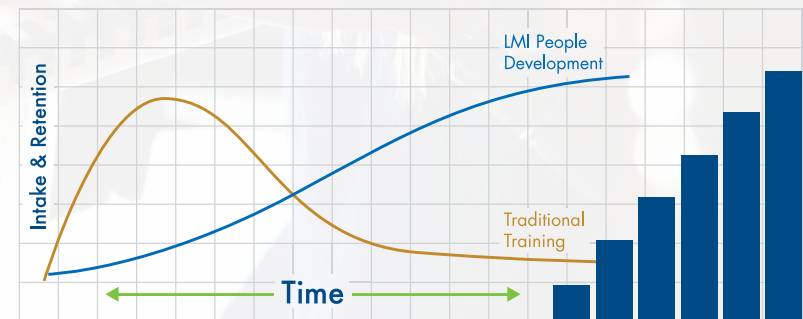 LMI People
Development
Intake & Retention
Traditional
Training
Time